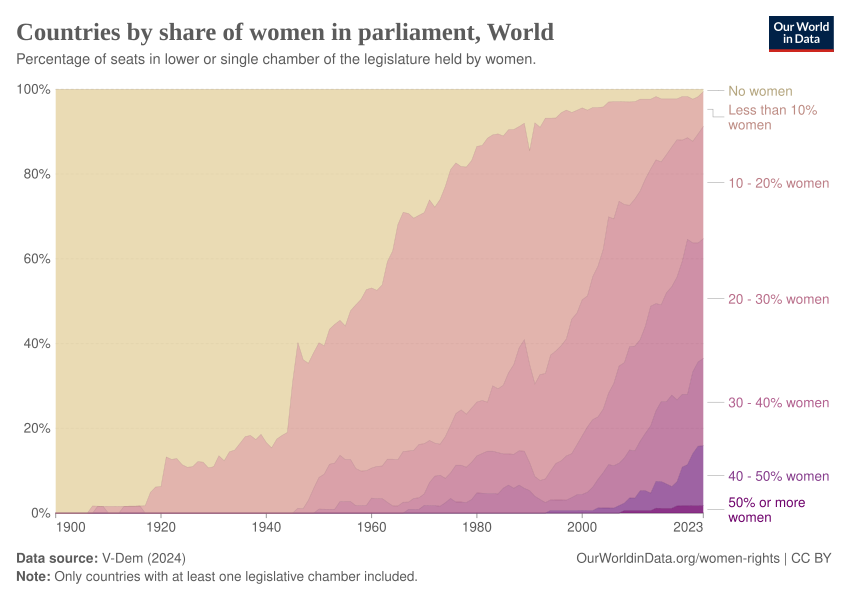 Countries by share of women in parliament, World
Our World
in Data
Percentage of seats in lower or single chamber of the legislature held by women.
100%
80%
60%
40%
20%
0%
No women
Less than 10%
women
10 - 20% women
20 - 30% women
30 - 40% women
40 - 50% women
50% or more
women
1900
1920
1940
1960
1980
2000
2023
Data source: V-Dem (2024)
OurWorldinData.org/women-rights | CC BY
Note: Only countries with at least one legislative chamber included.